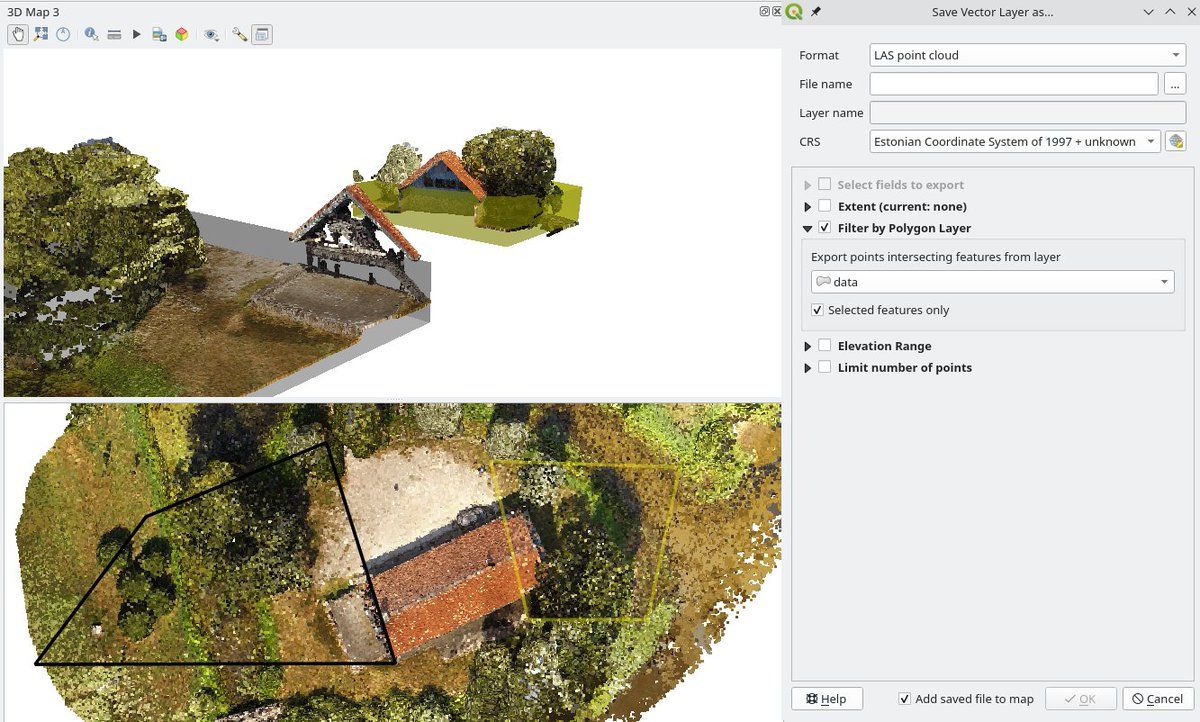 3D Map 3
Save Vector Layer as...
Format
LAS point cloud
File name
...
Layer name
CRS
Estonian Coordinate System of 1997 + unknown
Select fields to export
Extent (current: none)
Filter by Polygon Layer
Export points intersecting features from layer
data
Selected features only
Elevation Range
Limit number of points
Help
Add saved file to map
OK
Cancel